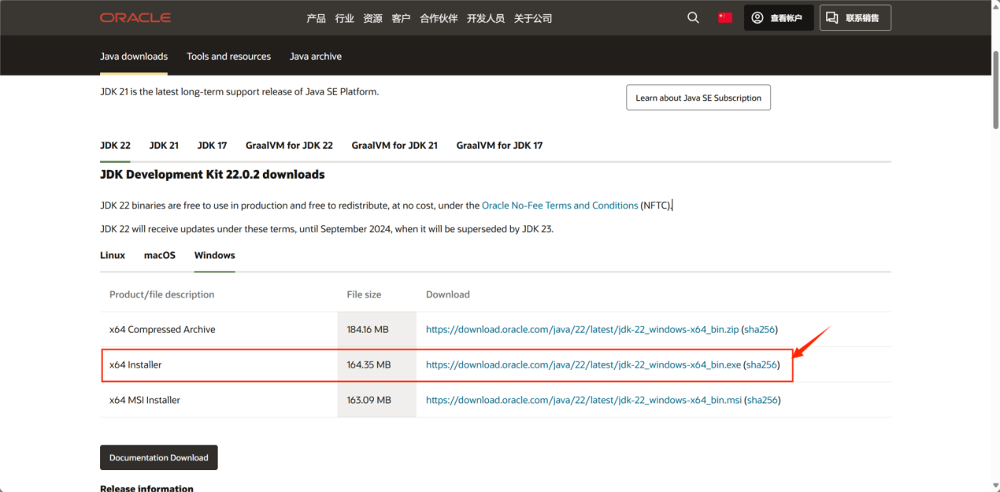 ORACLE 产品 行业 资源 客户 合作伙伴 开发人员 关于公司 查看帐户 联系销售
Java downloads Tools and resources Java archive
JDK 21 is the latest long-term support release of Java SE Platform.
Learn about Java SE Subscription
JDK 22 JDK 21 JDK 17 GraalVM for JDK 22 GraalVM for JDK 21 GraalVM for JDK 17
JDK Development Kit 22.0.2 downloads
JDK 22 binaries are free to use in production and free to redistribute, at no cost, under the Oracle No-Fee Terms and Conditions (NFTC).
JDK 22 will receive updates under these terms, until September 2024, when it will be superseded by JDK 23.
Linux macOS Windows
Product/file description File size Download
x64 Compressed Archive 184.16 MB https://download.oracle.com/java/22/latest/jdk-22_windows-x64_bin.zip (sha256)
x64 Installer 164.35 MB https://download.oracle.com/java/22/latest/jdk-22_windows-x64_bin.exe (sha256)
x64 MSI Installer 163.09 MB https://download.oracle.com/java/22/latest/jdk-22_windows-x64_bin.msi (sha256)
Documentation Download
Release information